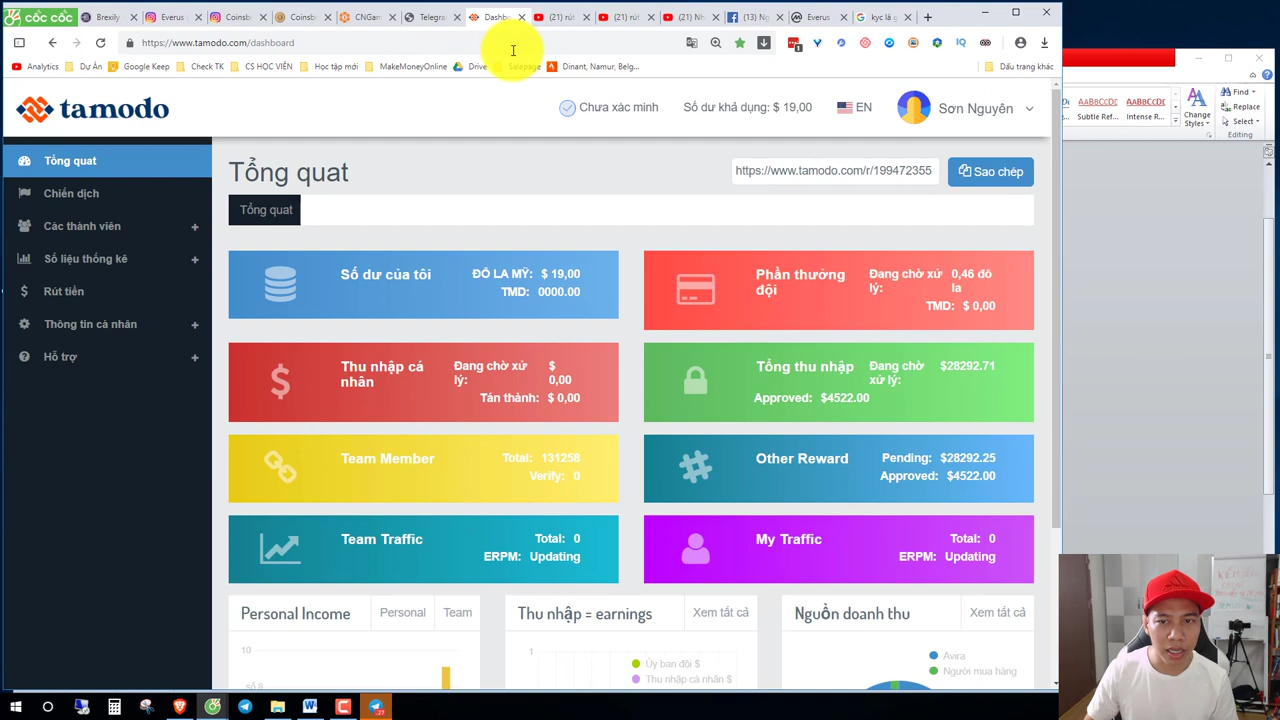 CỐC CỐC
Brexily
Everus
Coinsb
Coinsb
CNGam
Telegra
Dashb
(21) rút
(21) rút
(21) N
(13) N
Everus
kyc là g
https://www.tamodo.com/dashboard
Analytics
Dự Án
Google Keep
Check TK
CS HỌC VIÊN
Học tập mới
MakeMoneyOnline
Drive
Salepage
Dinant, Namur, Belg...
Dấu trang khác
tamodo
Chưa xác minh
Số dư khả dụng: $ 19,00
EN
Sơn Nguyên
Tổng quat
Chiến dịch
Các thành viên
Số liệu thống kê
Rút tiền
Thông tin cá nhân
Hỗ trợ
Tổng quat
https://www.tamodo.com/r/199472355
Sao chép
Tổng quat
Số dư của tôi
ĐÔ LA MỸ: $ 19,00
TMD: 0000.00
Phần thưởng đội
Đang chờ xử lý: 0,46 đô la
TMD: $ 0,00
Thu nhập cá nhân
Đang chờ xử lý: $ 0,00
Tán thành: $ 0,00
Tổng thu nhập
Đang chờ xử lý: $28292.71
Approved: $4522.00
Team Member
Total: 131258
Verify: 0
Other Reward
Pending: $28292.25
Approved: $4522.00
Team Traffic
Total: 0
ERPM: Updating
My Traffic
Total: 0
ERPM: Updating
Personal Income
Personal
Team
Thu nhập = earnings
Xem tất cả
Nguồn doanh thu
Xem tất cả
10
1
Ủy ban đội $
Thu nhập cá nhân $
Avira
Người mua hàng
AaBbCcDc
AABBCCDC
Subtle Ref...
Intense R...
Change
Styles
Find
Replace
Select
Editing